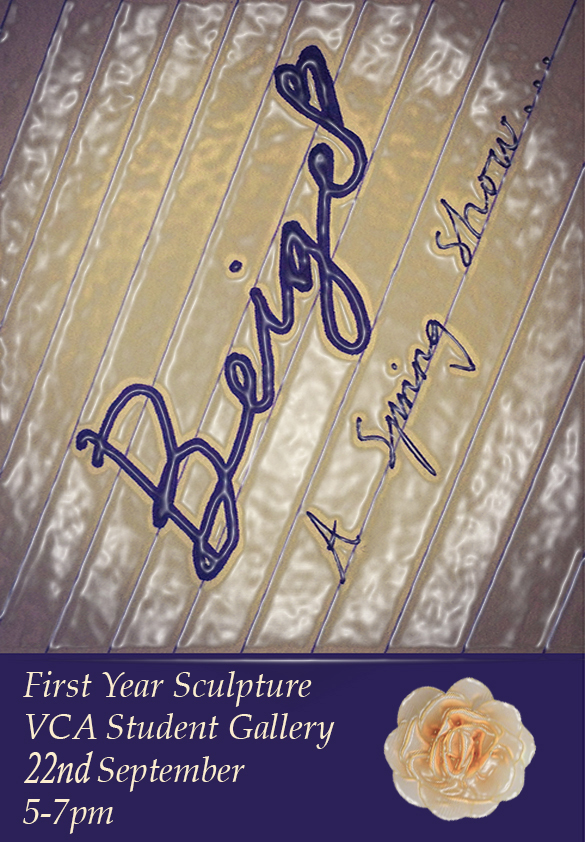 Beige
A Spring Show....
First Year Sculpture
VCA Student Gallery
22nd September
5-7pm